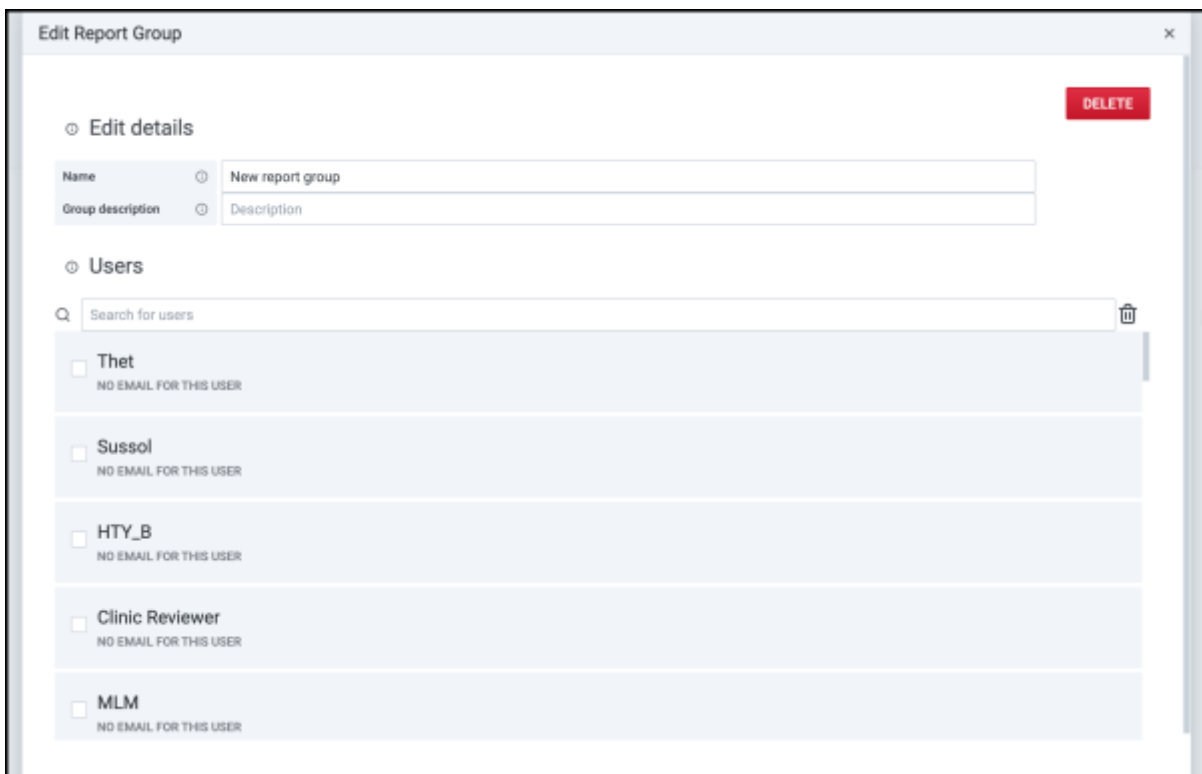 Edit Report Group
DELETE
Edit details
Name New report group
Group description Description
Users
Search for users
Thet
NO EMAIL FOR THIS USER
Sussol
NO EMAIL FOR THIS USER
HTY_B
NO EMAIL FOR THIS USER
Clinic Reviewer
NO EMAIL FOR THIS USER
MLM
NO EMAIL FOR THIS USER